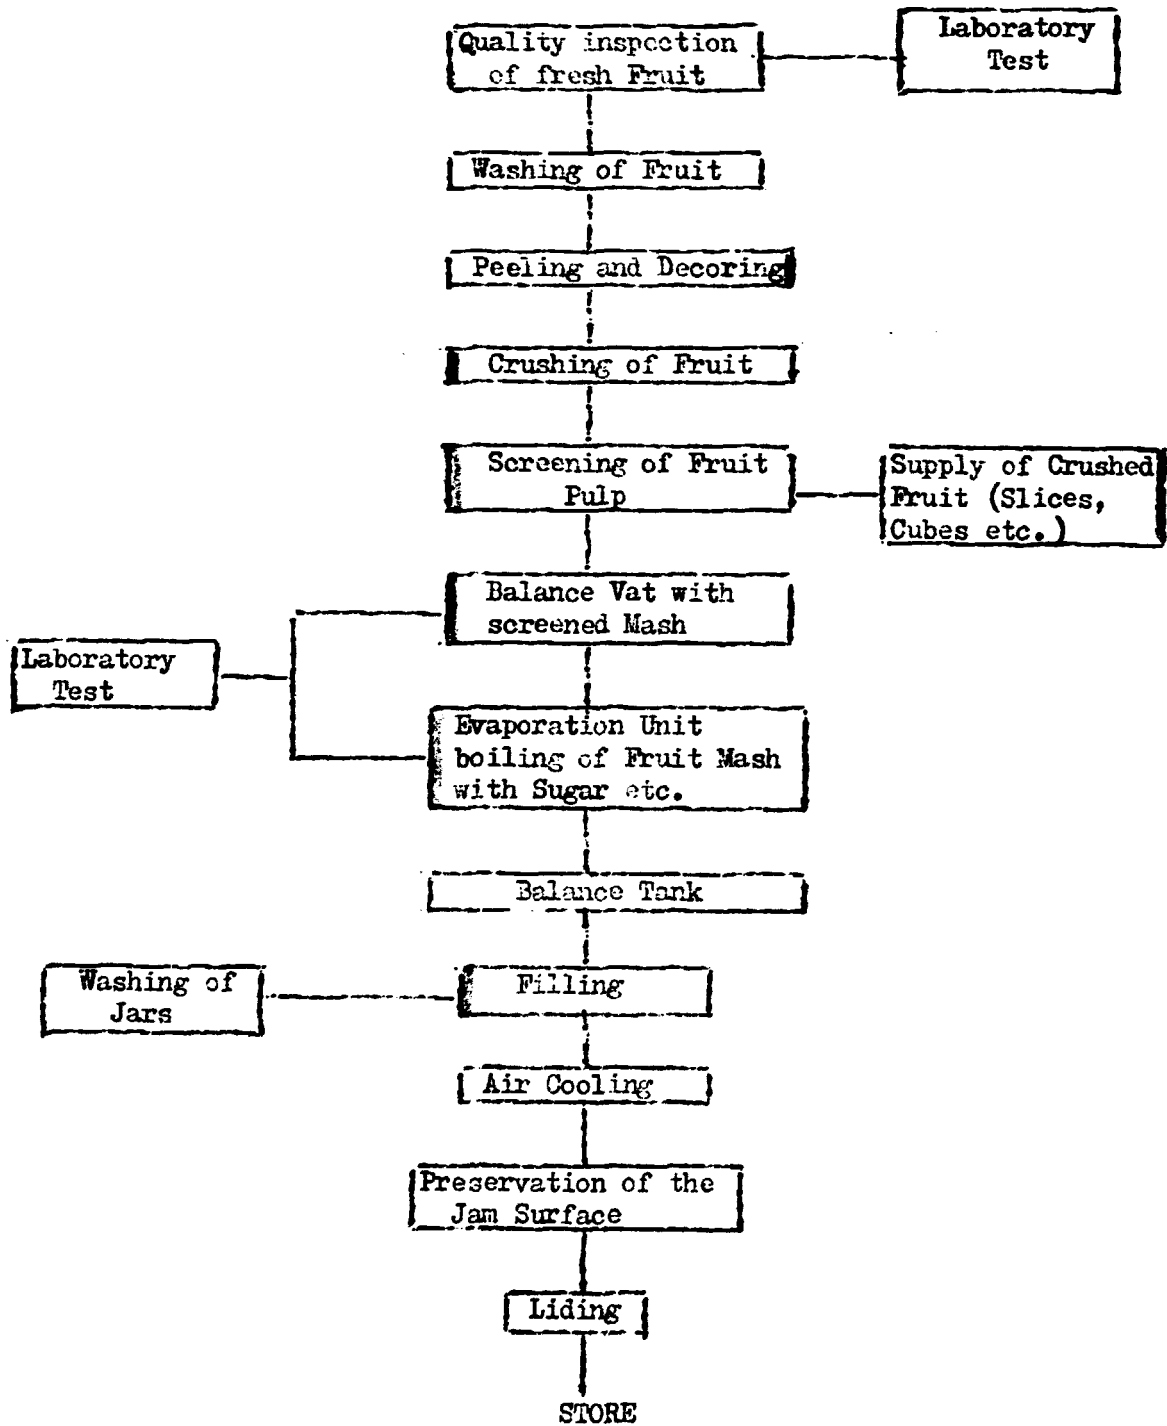 Quality inspection
of fresh Fruit
Laboratory
Test
Washing of Fruit
Peeling and Decoring
Crushing of Fruit
Screening of Fruit
Pulp
Supply of Crushed
Fruit (Slices,
Cubes etc.)
Balance Vat with
screened Mash
Laboratory
Test
Evaporation Unit
boiling of Fruit Mash
with Sugar etc.
Balance Tank
Washing of
Jars
Filling
Air Cooling
Preservation of the
Jam Surface
Liding
STORE